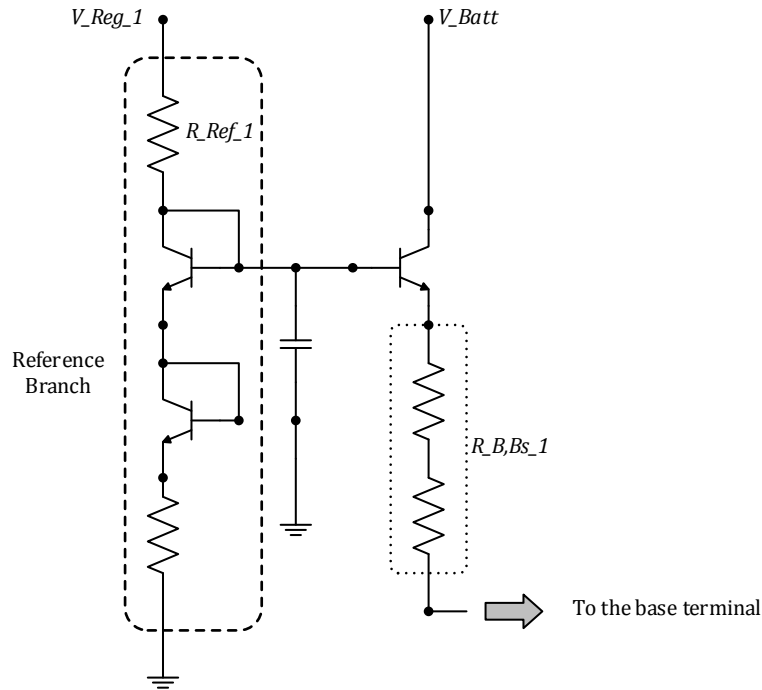 V_Reg_1
V_Batt
R_Ref_1
Reference
Branch
R_B,Bs_1
To the base terminal